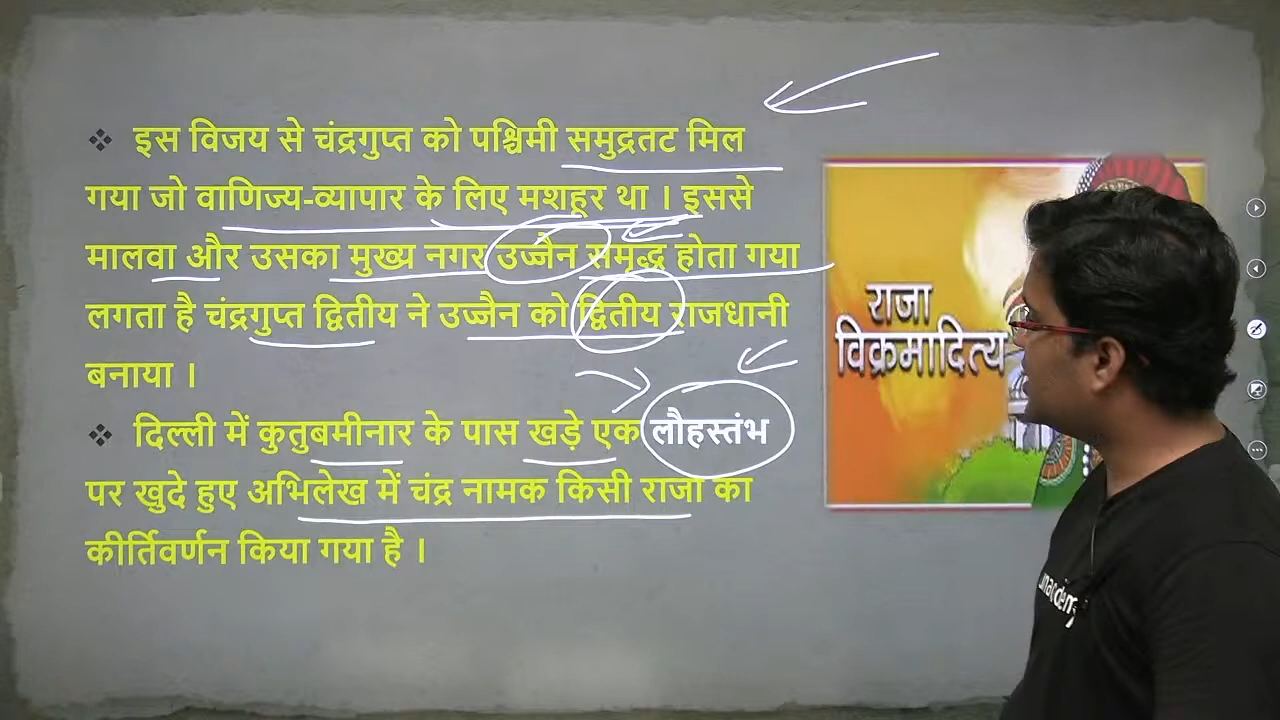 ❖ इस विजय से चंद्रगुप्त को पश्चिमी समुद्रतट मिल
गया जो वाणिज्य-व्यापार के लिए मशहूर था । इससे
मालवा और उसका मुख्य नगर उज्जैन समृद्ध होता गया
लगता है चंद्रगुप्त द्वितीय ने उज्जैन को द्वितीय राजधानी
बनाया ।
❖ दिल्ली में कुतुबमीनार के पास खड़े एक लौहस्तंभ
पर खुदे हुए अभिलेख में चंद्र नामक किसी राजा का
कीर्तिवर्णन किया गया है ।
राजा
विक्रमादित्य